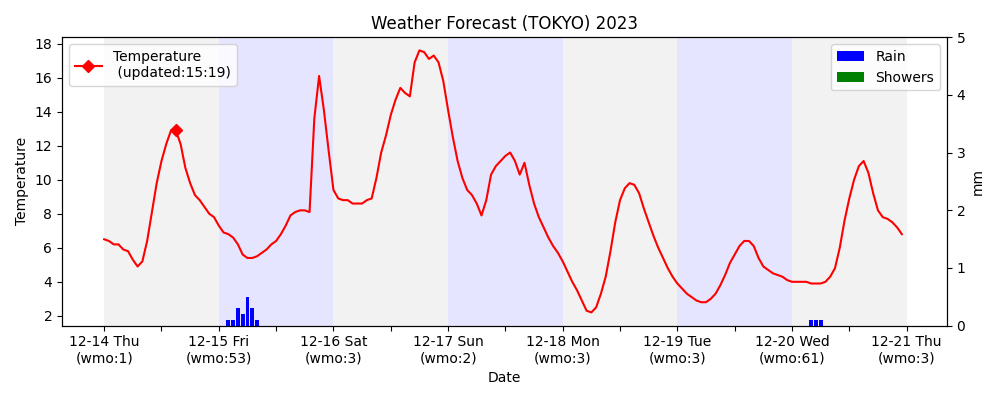 Weather Forecast (TOKYO) 2023
Temperature
(updated:15:19)
Rain
Showers
18
16
14
12
10
8
6
4
2
Temperature
5
4
3
2
1
0
mm
12-14 Thu 12-15 Fri 12-16 Sat 12-17 Sun 12-18 Mon 12-19 Tue 12-20 Wed 12-21 Thu
(wmo:1) (wmo:53) (wmo:3) (wmo:2) (wmo:3) (wmo:3) (wmo:61) (wmo:3)
Date